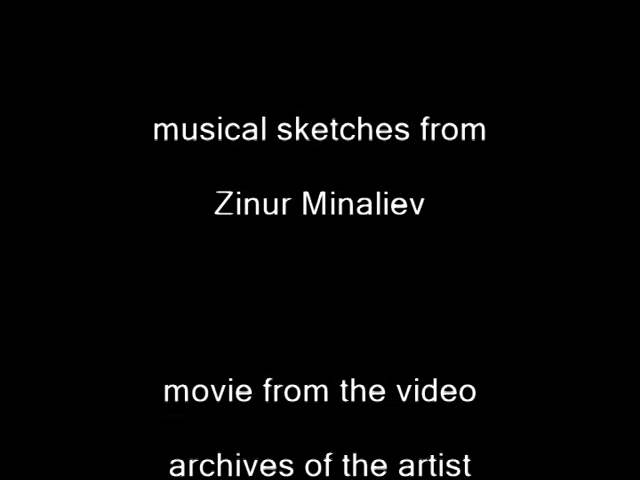 musical sketches from
Zinur Minaliev
movie from the video
archives of the artist